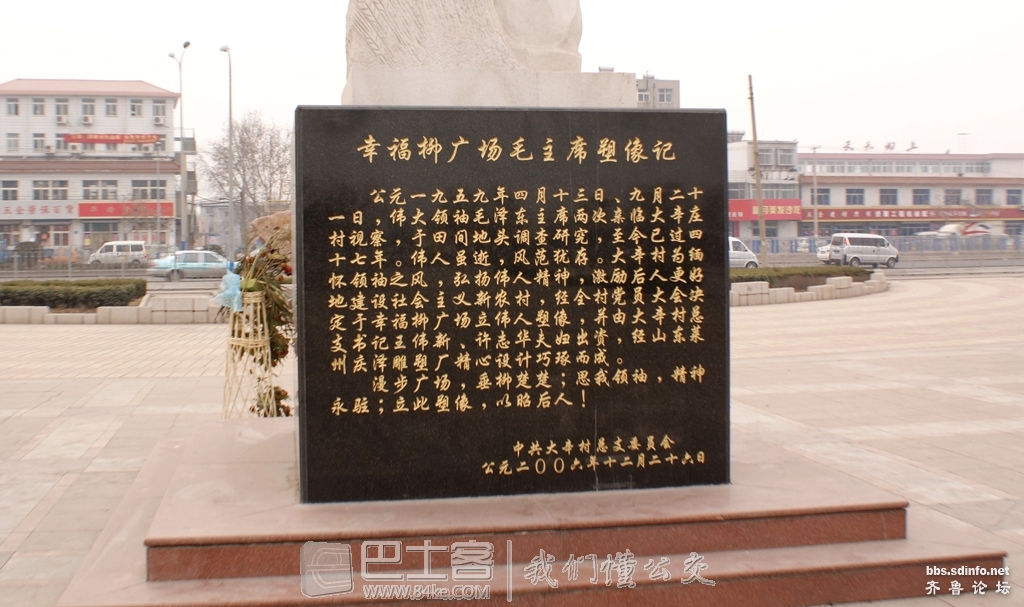 幸福柳广场毛主席塑像记
公元一九五九年四月十三日、九月二十
一日，伟大领袖毛泽东主席两次亲临大辛庄
村视察，于田间地头调查研究，至今已过四
十七年。伟人虽逝，风范犹存。大辛村为缅
怀领袖之风，弘扬伟人精神，激励后人更好
地建设社会主义新农村，经全村党员大会决
定于幸福柳广场立伟人塑像，并由大辛村总
支书记王伟新、许志华夫妇出资，经山东莱
州庆泽雕塑厂精心设计巧琢而成。
漫步广场，垂柳楚楚；思我领袖，精神
永驻；立此塑像，以昭后人！
中共大辛村总支委员会
公元二〇〇六年十二月二十六日
天天向上
巴士客
我们懂公交
www.84ke.com
bbs.sdinfo.net
齐鲁论坛